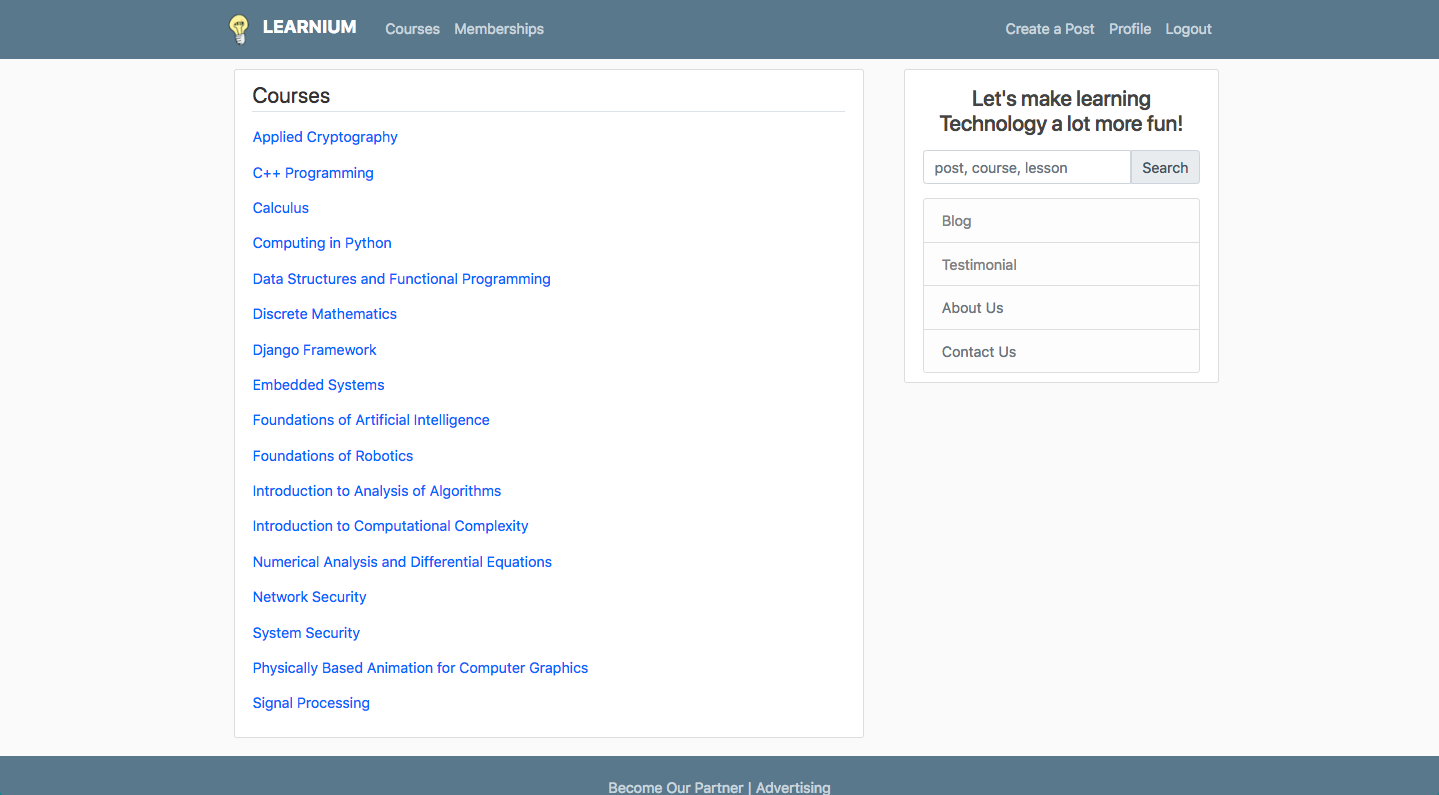 LEARNIUM
Courses
Memberships
Create a Post
Profile
Logout
Courses
Applied Cryptography
C++ Programming
Calculus
Computing in Python
Data Structures and Functional Programming
Discrete Mathematics
Django Framework
Embedded Systems
Foundations of Artificial Intelligence
Foundations of Robotics
Introduction to Analysis of Algorithms
Introduction to Computational Complexity
Numerical Analysis and Differential Equations
Network Security
System Security
Physically Based Animation for Computer Graphics
Signal Processing
Let's make learning
Technology a lot more fun!
post, course, lesson
Search
Blog
Testimonial
About Us
Contact Us
Become Our Partner | Advertising